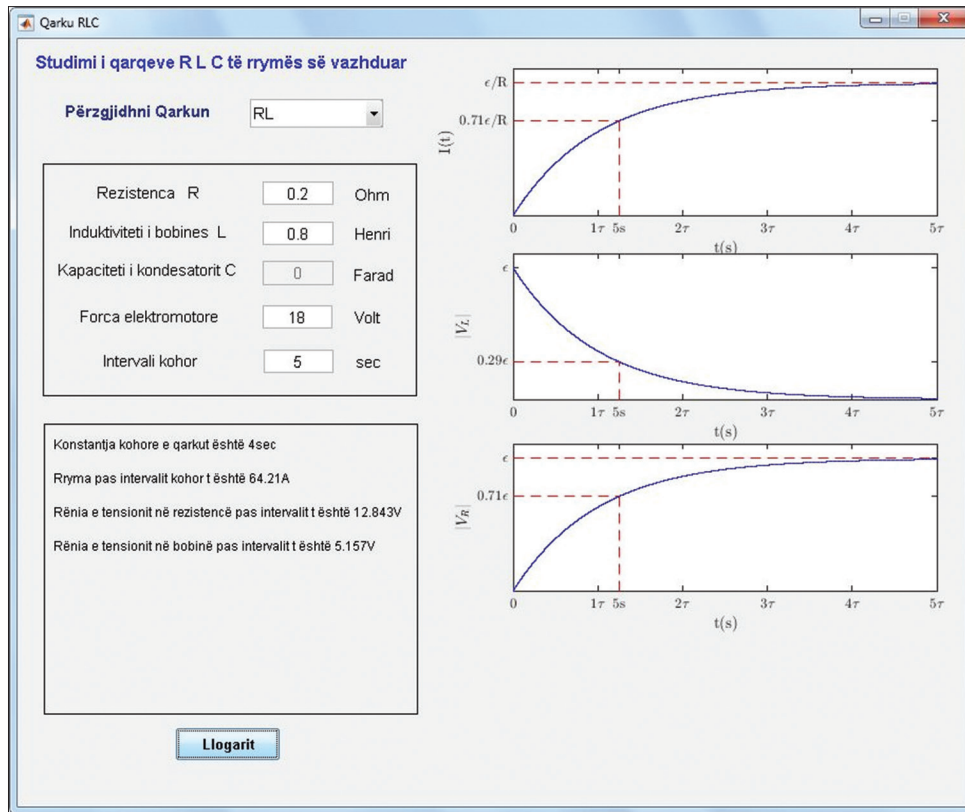 Qarku RLC
Studimi i qarqeve R L C të rrymës së vazhduar
Përzgjidhni Qarkun RL
Rezistenca R 0.2 Ohm
Induktiviteti i bobines L 0.8 Henri
Kapaciteti i kondesatorit C 0 Farad
Forca elektromotore 18 Volt
Intervali kohor 5 sec
Konstantja kohore e qarkut është 4sec
Rryma pas intervalit kohor t është 64.21A
Rënia e tensionit në rezistencë pas intervalit t është 12.843V
Rënia e tensionit në bobinë pas intervalit t është 5.157V
Llogarit
ϵ/R
0.71ϵ/R
I(t)
0 1τ 5s 2τ 3τ 4τ 5τ
t(s)
ϵ
0.29ϵ
|V_L|
0 1τ 5s 2τ 3τ 4τ 5τ
t(s)
ϵ
0.71ϵ
|V_R|
0 1τ 5s 2τ 3τ 4τ 5τ
t(s)